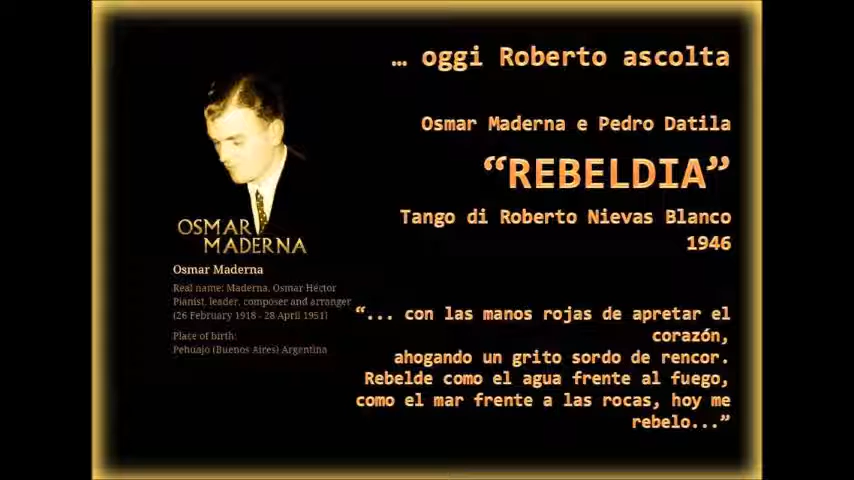 … oggi Roberto ascolta
Osmar Maderna e Pedro Datila
“REBELDIA”
Tango di Roberto Nievas Blanco
1946
OSMAR
MADERNA
Osmar Maderna
Real name: Maderna, Osmar Héctor
Pianist, leader, composer and arranger
(26 February 1918 - 28 April 1951)
Place of birth:
Pehuajo (Buenos Aires) Argentina
“... con las manos rojas de apretar el
corazón,
ahogando un grito sordo de rencor.
Rebelde como el agua frente al fuego,
como el mar frente a las rocas, hoy me
rebelo...”